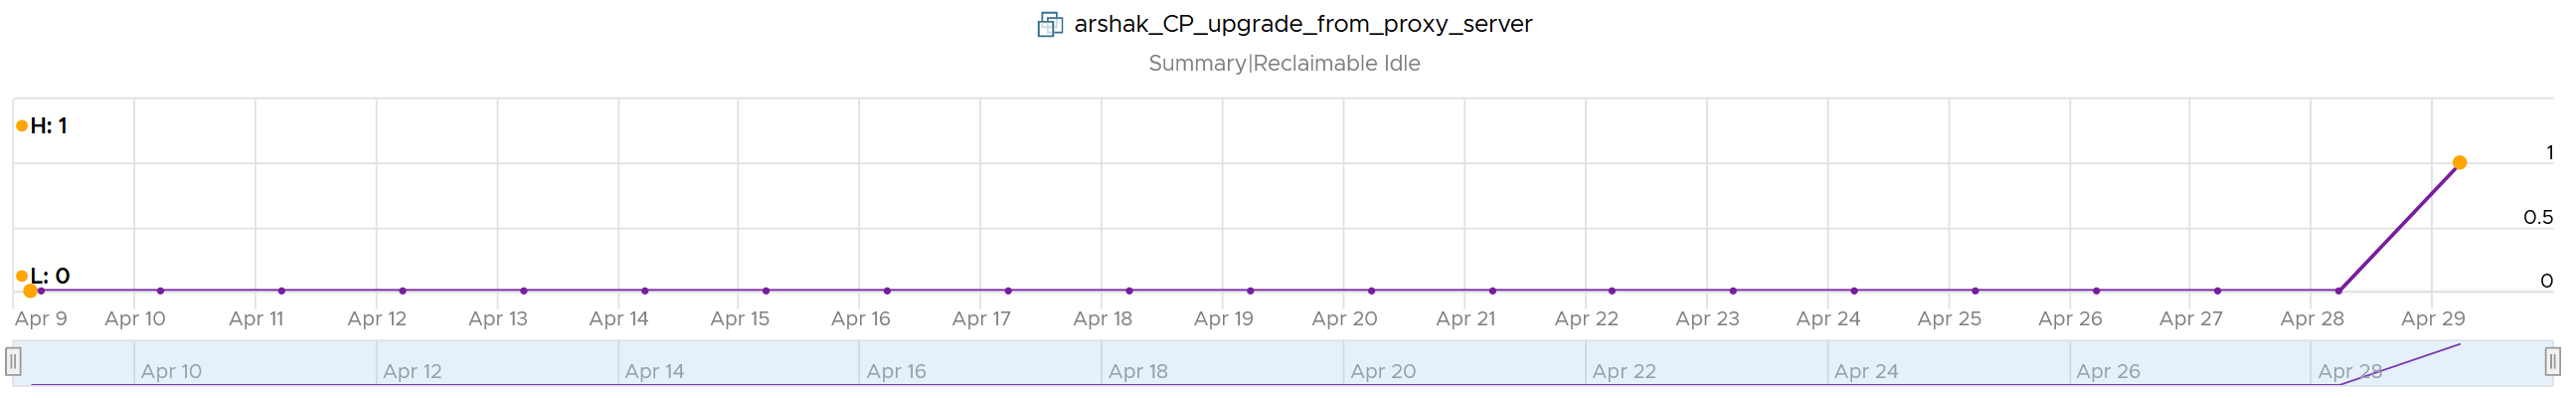 arshak_CP_upgrade_from_proxy_server
Summary|Reclaimable Idle
H: 1
1
0.5
L: 0
0
Apr 9 Apr 10 Apr 11 Apr 12 Apr 13 Apr 14 Apr 15 Apr 16 Apr 17 Apr 18 Apr 19 Apr 20 Apr 21 Apr 22 Apr 23 Apr 24 Apr 25 Apr 26 Apr 27 Apr 28 Apr 29
Apr 10 Apr 12 Apr 14 Apr 16 Apr 18 Apr 20 Apr 22 Apr 24 Apr 26 Apr 28